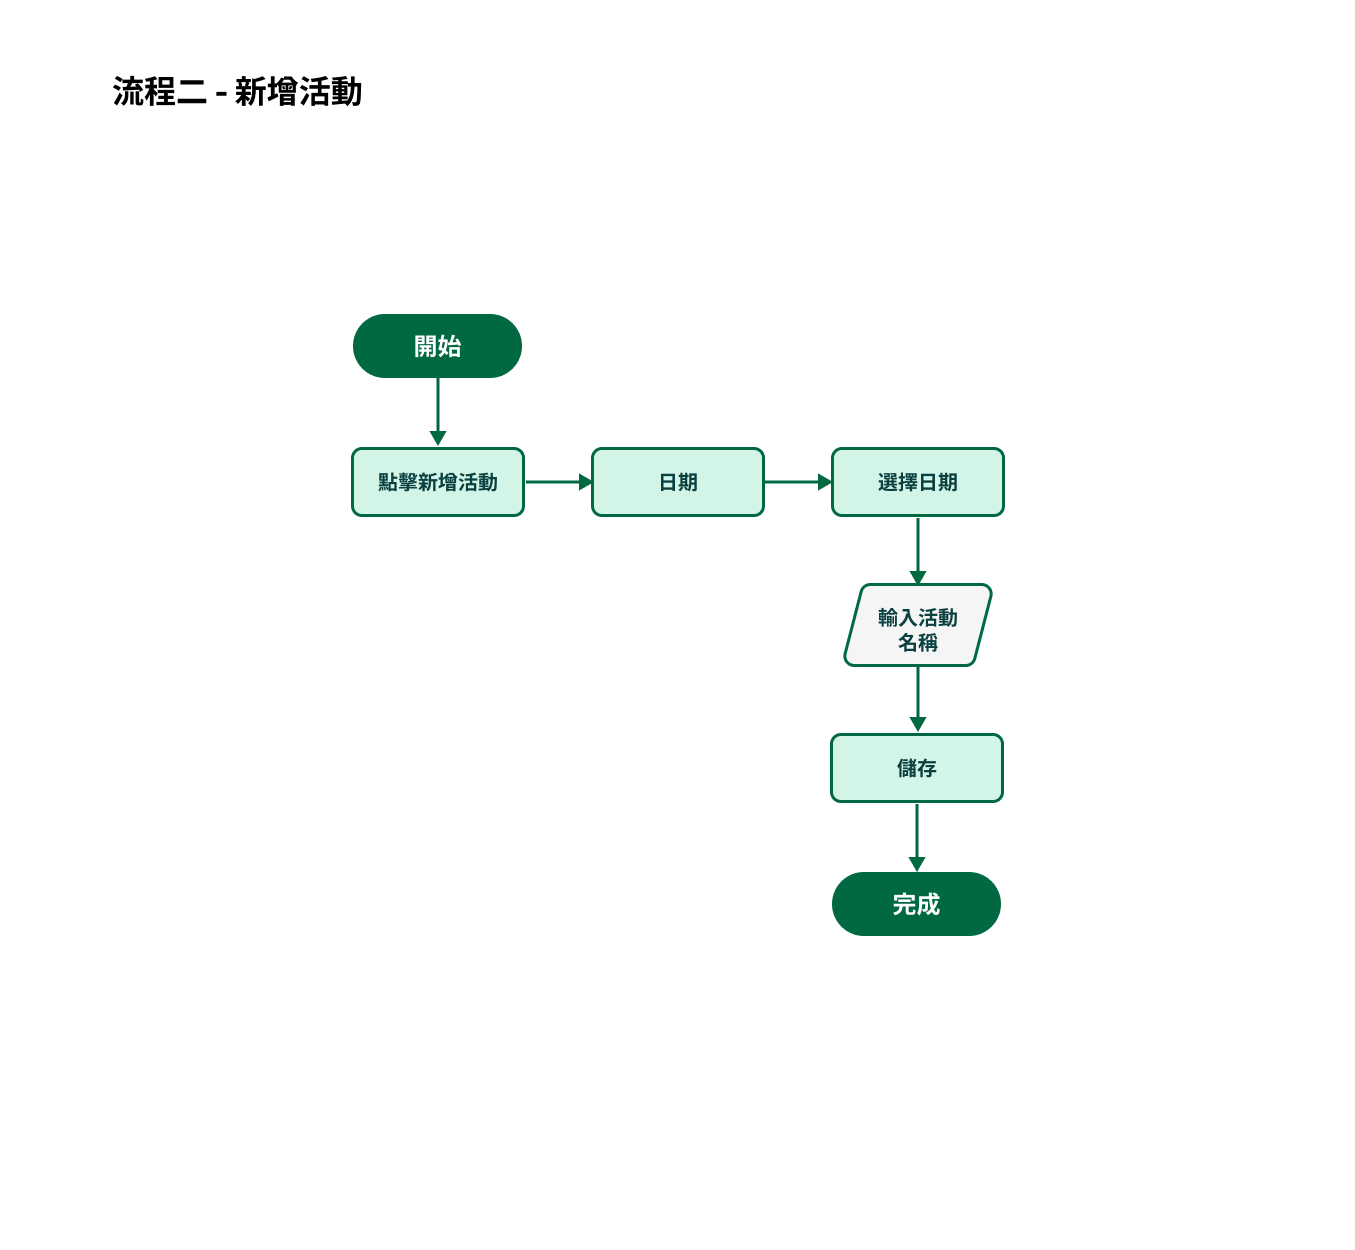 流程二 - 新增活動
開始
點擊新增活動
日期
選擇日期
輸入活動
名稱
儲存
完成